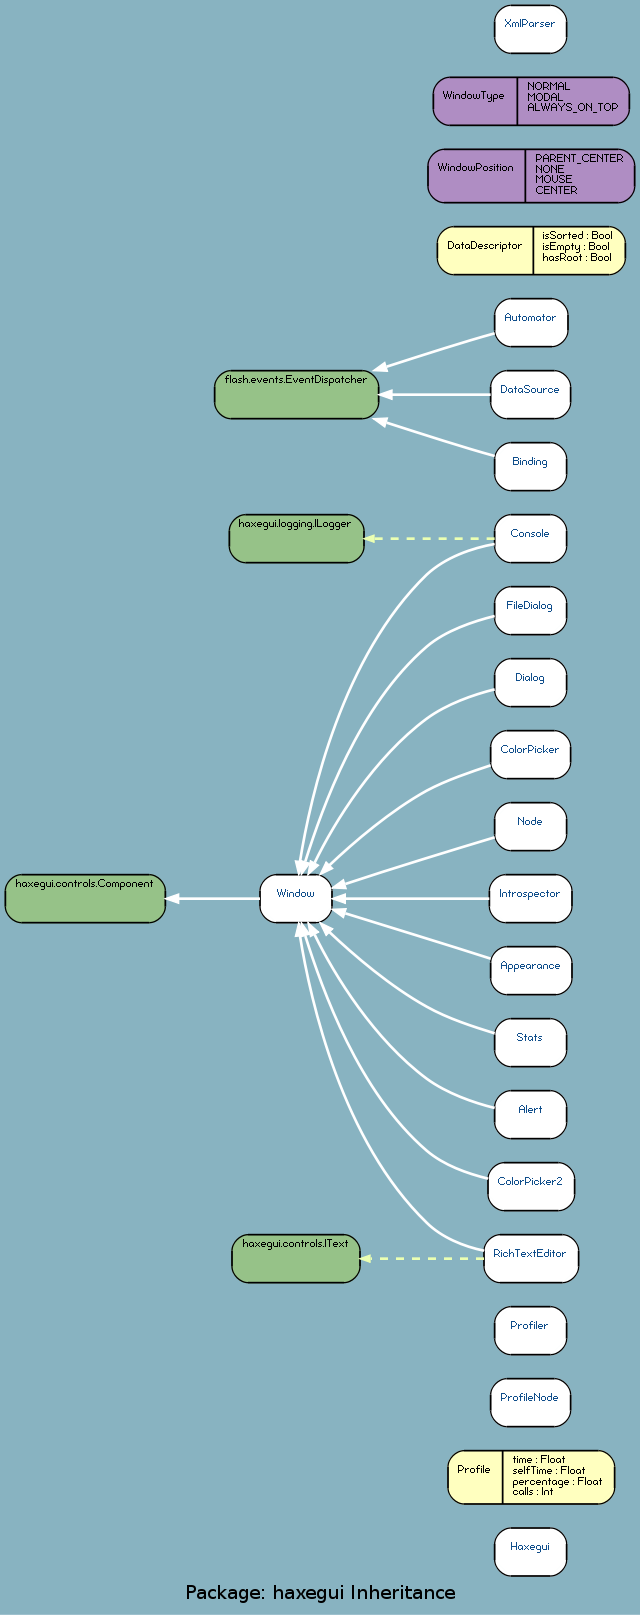 XmlParser
WindowType
NORMAL
MODAL
ALWAYS_ON_TOP
WindowPosition
PARENT_CENTER
NONE
MOUSE
CENTER
DataDescriptor
isSorted : Bool
isEmpty : Bool
hasRoot : Bool
Automator
flash.events.EventDispatcher
DataSource
Binding
haxegui.logging.ILogger
Console
FileDialog
Dialog
ColorPicker
Node
haxegui.controls.Component
Window
Introspector
Appearance
Stats
Alert
ColorPicker2
haxegui.controls.IText
RichTextEditor
Profiler
ProfileNode
Profile
time : Float
selfTime : Float
percentage : Float
calls : Int
Haxegui
Package: haxegui Inheritance